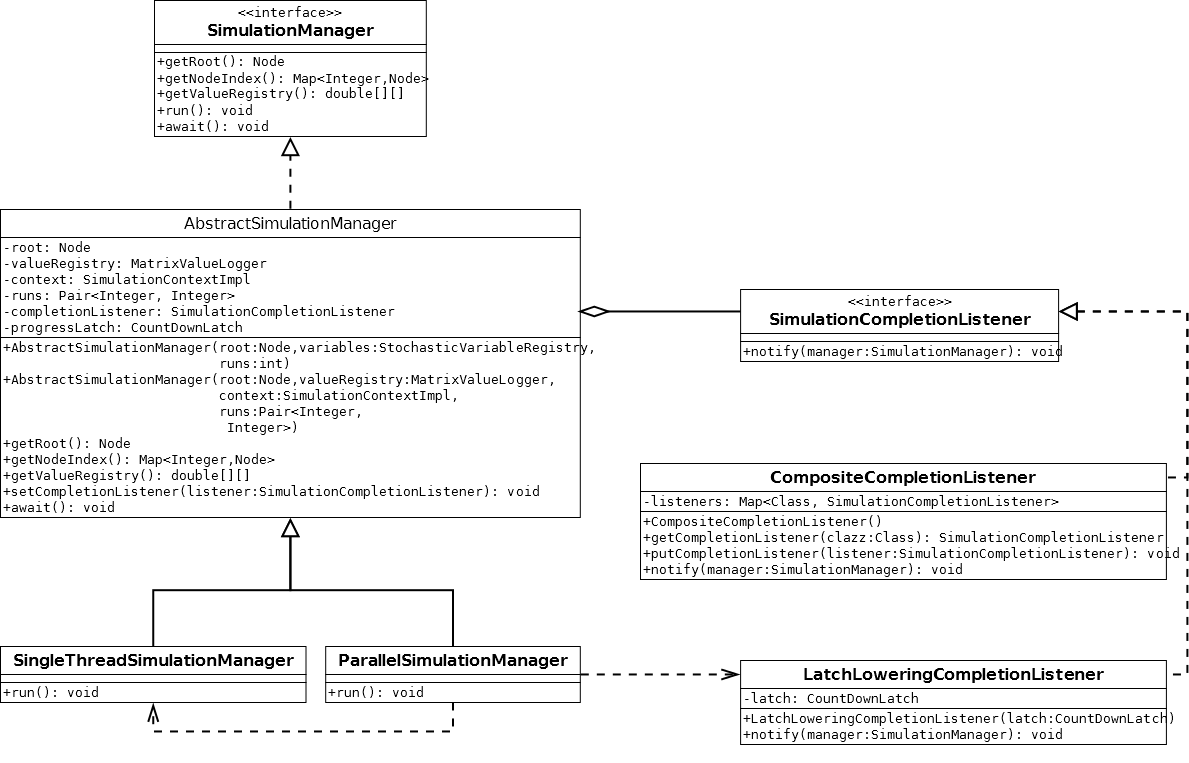 <<interface>>
SimulationManager
+getRoot(): Node
+getNodeIndex(): Map<Integer,Node>
+getValueRegistry(): double[][]
+run(): void
+await(): void
AbstractSimulationManager
-root: Node
-valueRegistry: MatrixValueLogger
-context: SimulationContextImpl
-runs: Pair<Integer, Integer>
-completionListener: SimulationCompletionListener
-progressLatch: CountDownLatch
+AbstractSimulationManager(root:Node,variables:StochasticVariableRegistry,
runs:int)
+AbstractSimulationManager(root:Node,valueRegistry:MatrixValueLogger,
context:SimulationContextImpl,
runs:Pair<Integer,
Integer>)
+getRoot(): Node
+getNodeIndex(): Map<Integer,Node>
+getValueRegistry(): double[][]
+setCompletionListener(listener:SimulationCompletionListener): void
+await(): void
<<interface>>
SimulationCompletionListener
+notify(manager:SimulationManager): void
CompositeCompletionListener
-listeners: Map<Class, SimulationCompletionListener>
+CompositeCompletionListener()
+getCompletionListener(clazz:Class): SimulationCompletionListener
+putCompletionListener(listener:SimulationCompletionListener): void
+notify(manager:SimulationManager): void
SingleThreadSimulationManager
+run(): void
ParallelSimulationManager
+run(): void
LatchLoweringCompletionListener
-latch: CountDownLatch
+LatchLoweringCompletionListener(latch:CountDownLatch)
+notify(manager:SimulationManager): void